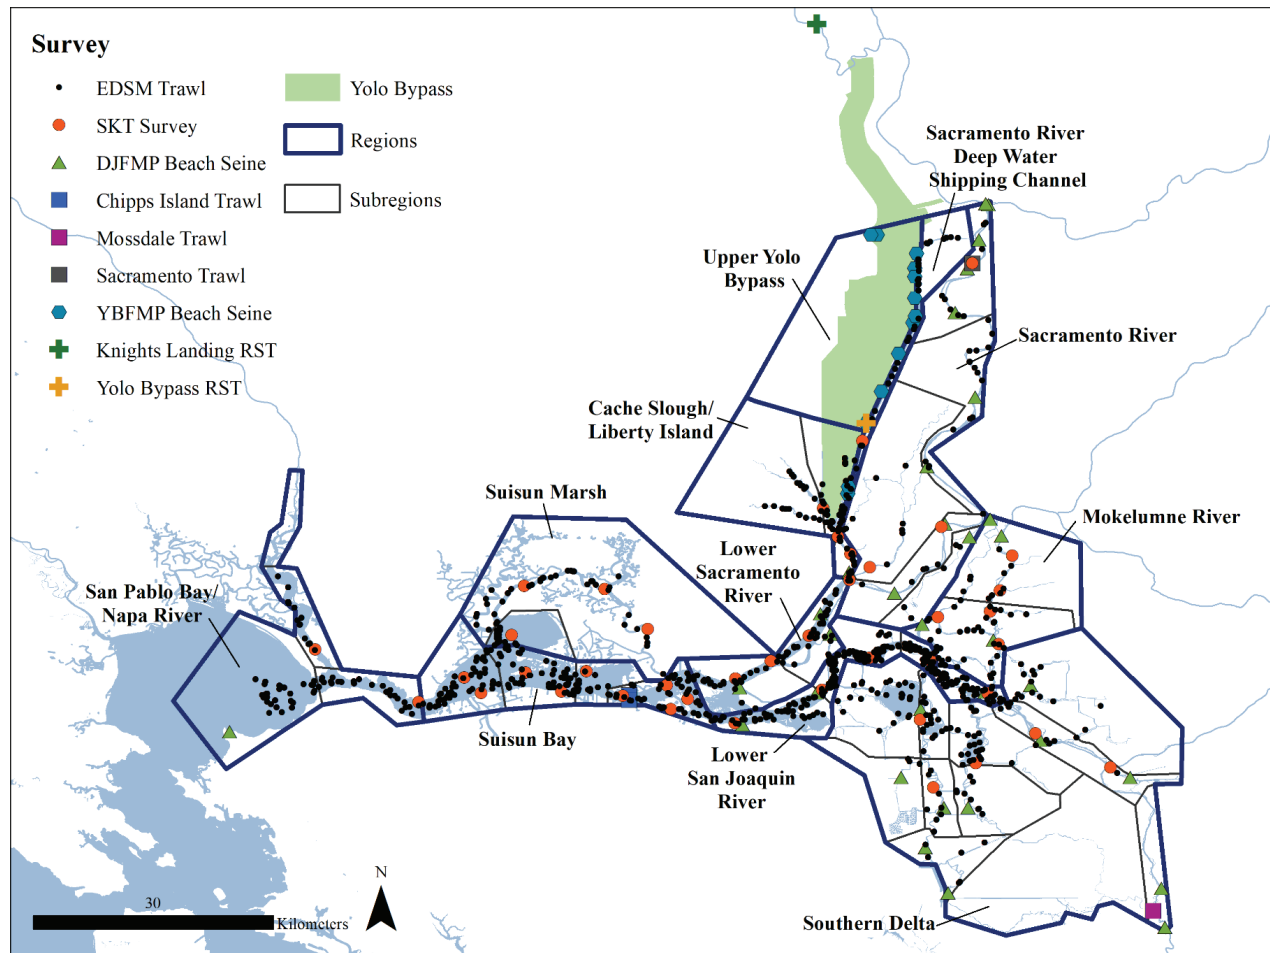 Survey
EDSM Trawl
SKT Survey
DJFMP Beach Seine
Chipps Island Trawl
Mossdale Trawl
Sacramento Trawl
YBFMP Beach Seine
Knights Landing RST
Yolo Bypass RST
Yolo Bypass
Regions
Subregions
Sacramento River
Deep Water
Shipping Channel
Upper Yolo
Bypass
Sacramento River
Cache Slough/
Liberty Island
Suisun Marsh
Mokelumne River
Lower
Sacramento
River
San Pablo Bay/
Napa River
Suisun Bay
Lower
San Joaquin
River
Southern Delta
N
30
Kilometers